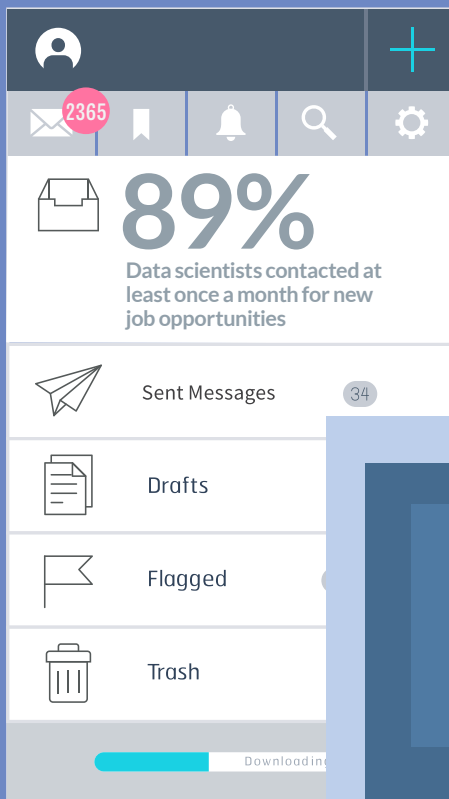 2365
89%
Data scientists contacted at
least once a month for new
job opportunities
Sent Messages
34
Drafts
Flagged
Trash
Downloading